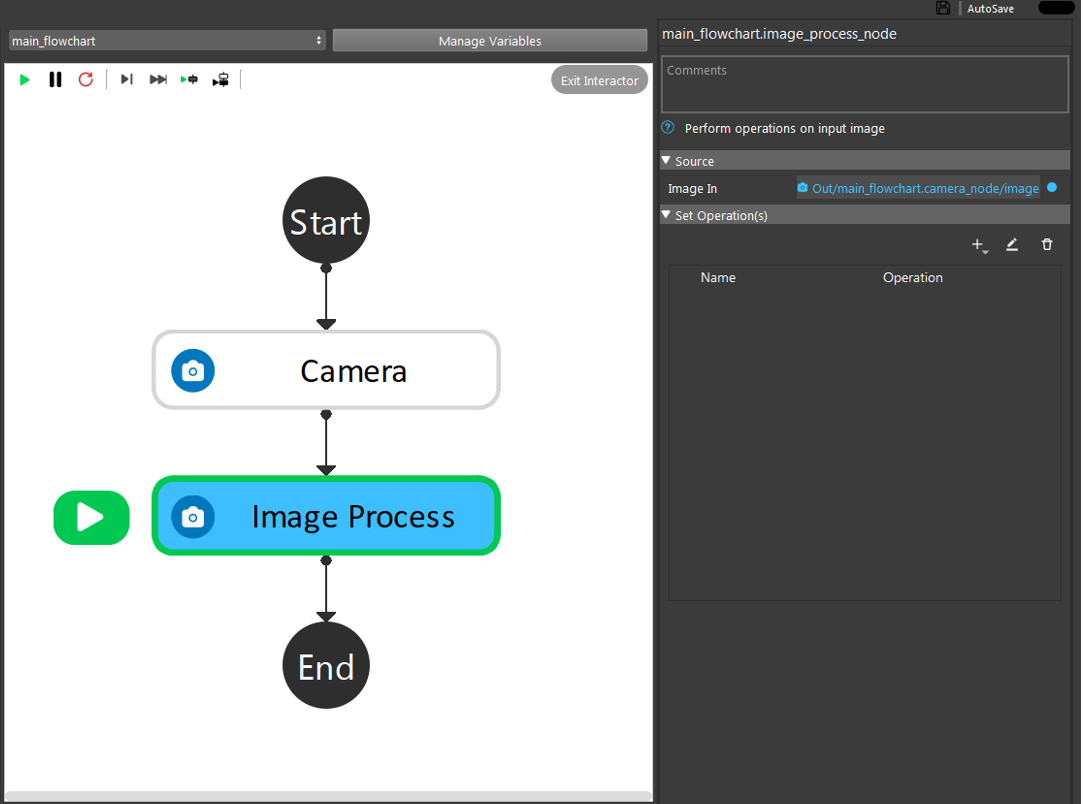 AutoSave
main_flowchart
Manage Variables
main_flowchart.image_process_node
Exit Interactor
Comments
Perform operations on input image
Source
Image In
Out/main_flowchart.camera_node/image
Set Operation(s)
Name
Operation
Start
Camera
Image Process
End